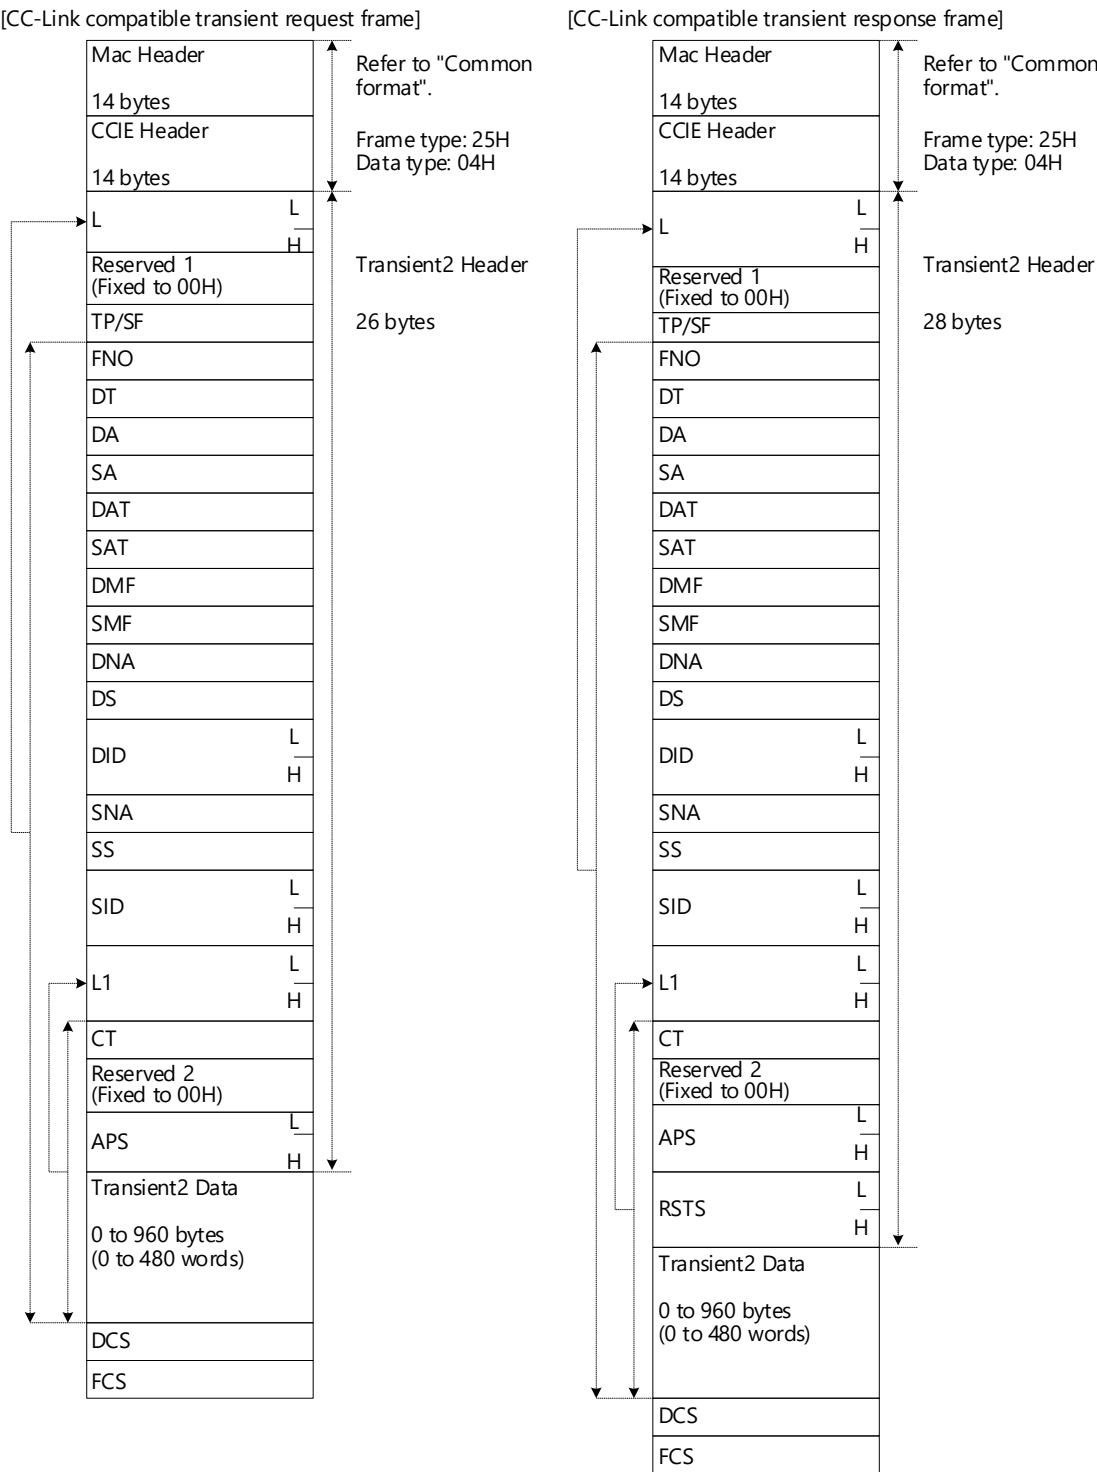 [CC-Link compatible transient request frame]
Mac Header
14 bytes
CCIE Header
14 bytes
Refer to "Common
format".
Frame type: 25H
Data type: 04H
L
L
H
Reserved 1
(Fixed to 00H)
Transient2 Header
TP/SF
26 bytes
FNO
DT
DA
SA
DAT
SAT
DMF
SMF
DNA
DS
DID
L
H
SNA
SS
SID
L
H
L1
L
H
CT
Reserved 2
(Fixed to 00H)
APS
L
H
Transient2 Data
0 to 960 bytes
(0 to 480 words)
DCS
FCS
[CC-Link compatible transient response frame]
Mac Header
14 bytes
CCIE Header
14 bytes
Refer to "Common
format".
Frame type: 25H
Data type: 04H
L
L
H
Reserved 1
(Fixed to 00H)
Transient2 Header
TP/SF
28 bytes
FNO
DT
DA
SA
DAT
SAT
DMF
SMF
DNA
DS
DID
L
H
SNA
SS
SID
L
H
L1
L
H
CT
Reserved 2
(Fixed to 00H)
APS
L
H
RSTS
L
H
Transient2 Data
0 to 960 bytes
(0 to 480 words)
DCS
FCS